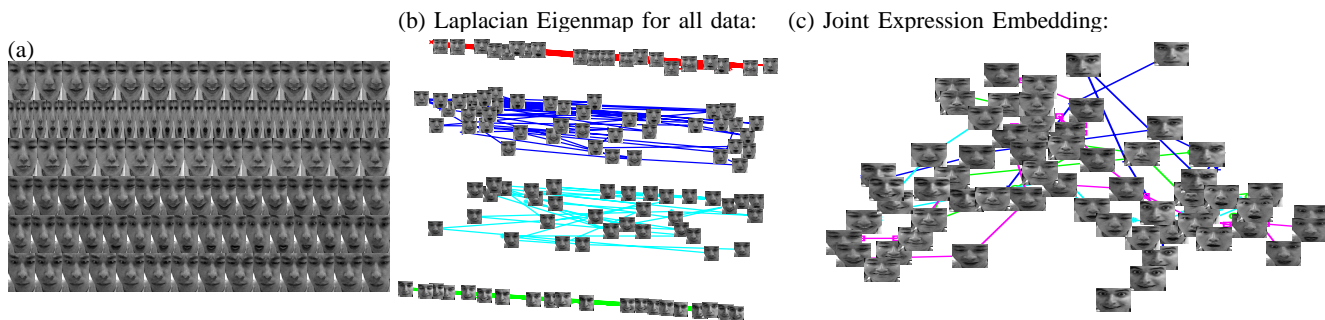 (a)
(b) Laplacian Eigenmap for all data:
(c) Joint Expression Embedding: